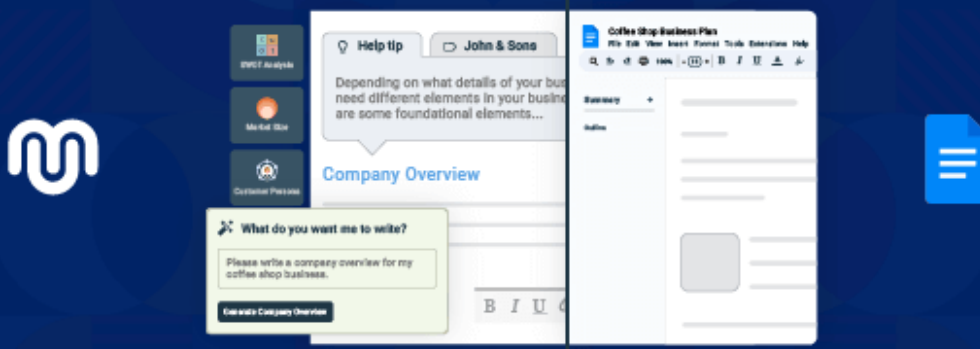 SWOT Analysis
Market Size
Customer Persona
Help tip
John & Sons
Depending on what details of your bus
need different elements in your busine
are some foundational elements...
Company Overview
What do you want me to write?
Please write a company overview for my
coffee shop business.
Generate Company Overview
B I U
Coffee Shop Business Plan
File Edit View Insert Format Tools Extensions Help
100% - 11 + B I U A
Summary +
Outline